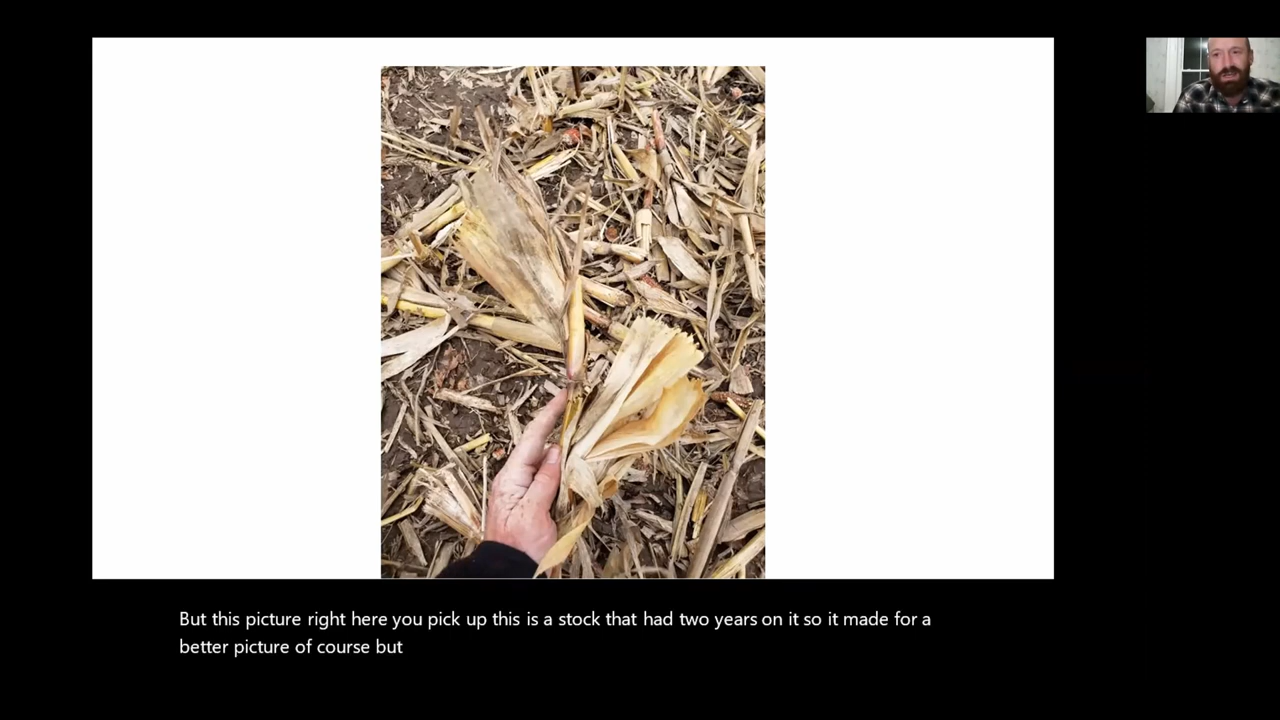 But this picture right here you pick up this is a stock that had two years on it so it made for a
better picture of course but